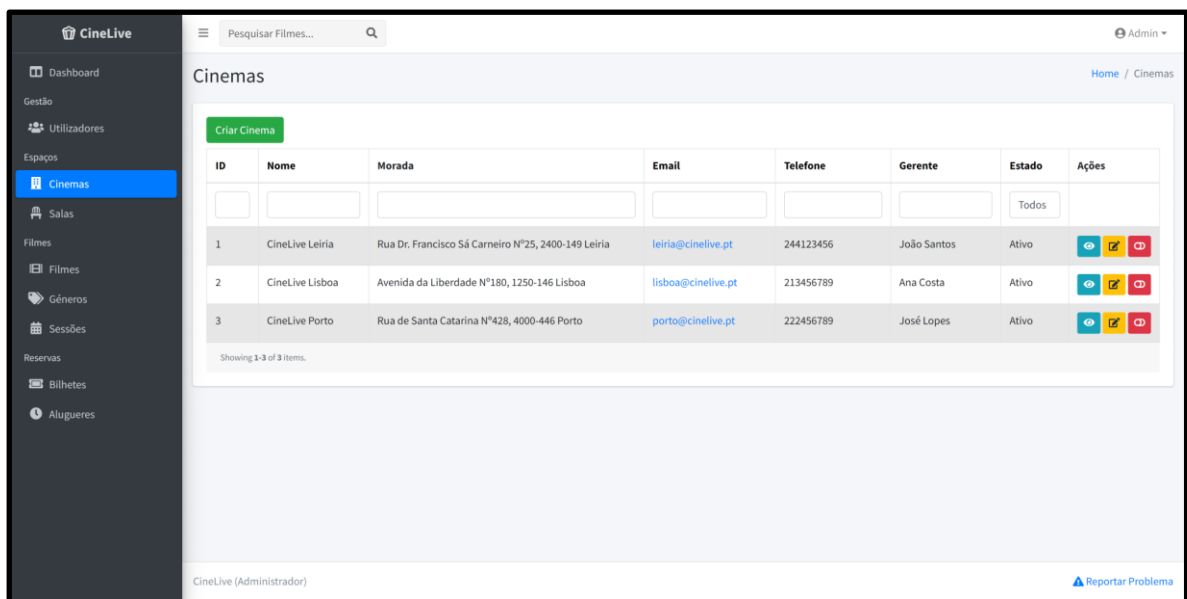 CineLive
Pesquisar Filmes...
Admin
Dashboard
Gestão
Utilizadores
Espaços
Cinemas
Salas
Filmes
Filmes
Géneros
Sessões
Reservas
Bilhetes
Alugueres
Cinemas
Home / Cinemas
Criar Cinema
ID Nome Morada Email Telefone Gerente Estado Ações
Todos
1 CineLive Leiria Rua Dr. Francisco Sá Carneiro Nº25, 2400-149 Leiria leiria@cinelive.pt 244123456 João Santos Ativo
2 CineLive Lisboa Avenida da Liberdade Nº180, 1250-146 Lisboa lisboa@cinelive.pt 213456789 Ana Costa Ativo
3 CineLive Porto Rua de Santa Catarina Nº428, 4000-446 Porto porto@cinelive.pt 222456789 José Lopes Ativo
Showing 1-3 of 3 items.
CineLive (Administrador)
Reportar Problema